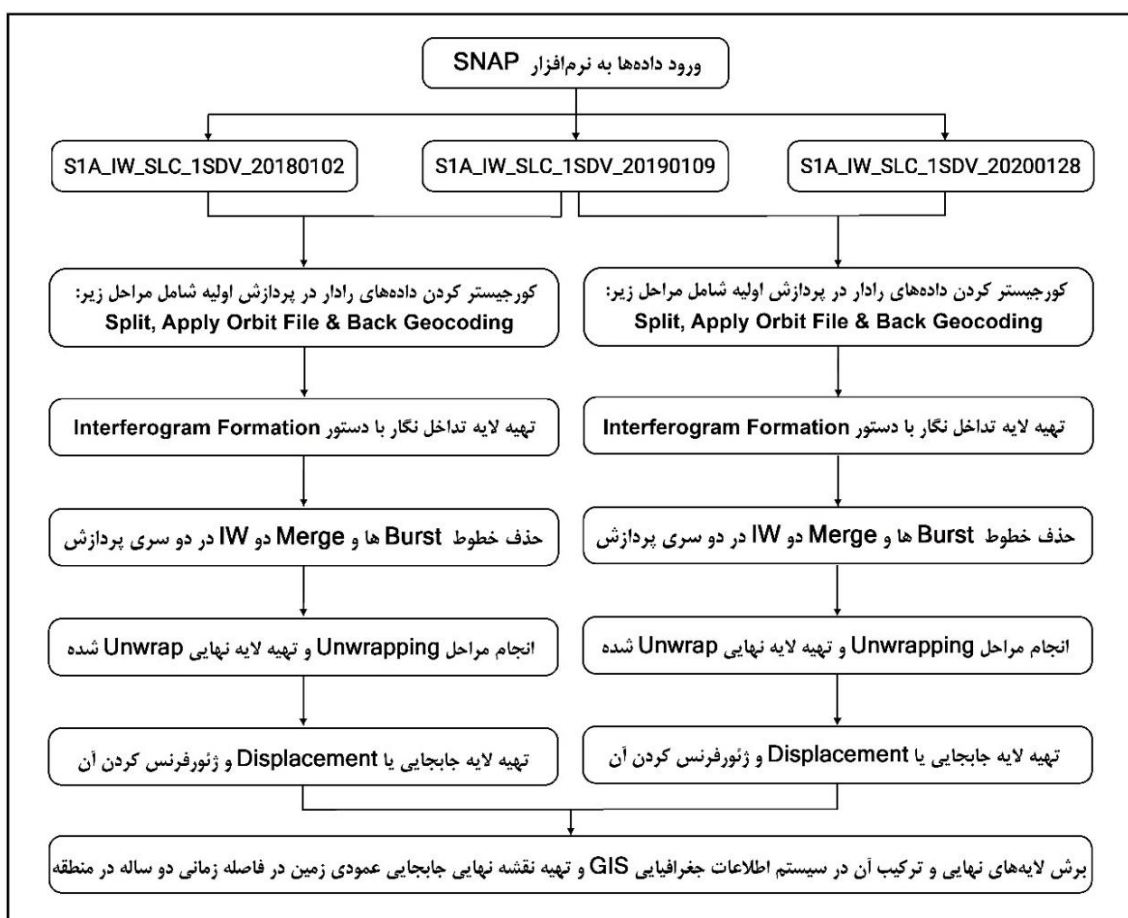 ورود داده‌ها به نرم‌افزار SNAP
S1A_IW_SLC_1SDV_20180102
S1A_IW_SLC_1SDV_20190109
S1A_IW_SLC_1SDV_20200128
کورجیستر کردن داده‌های رادار در پردازش اولیه شامل مراحل زیر:
Split, Apply Orbit File & Back Geocoding
کورجیستر کردن داده‌های رادار در پردازش اولیه شامل مراحل زیر:
Split, Apply Orbit File & Back Geocoding
تهیه لایه تداخل نگار با دستور Interferogram Formation
تهیه لایه تداخل نگار با دستور Interferogram Formation
حذف خطوط Burst ها و Merge دو IW در دو سری پردازش
حذف خطوط Burst ها و Merge دو IW در دو سری پردازش
انجام مراحل Unwrapping و تهیه لایه نهایی Unwrap شده
انجام مراحل Unwrapping و تهیه لایه نهایی Unwrap شده
تهیه لایه جابجایی یا Displacement و ژئورفرنس کردن آن
تهیه لایه جابجایی یا Displacement و ژئورفرنس کردن آن
برش لایه‌های نهایی و ترکیب آن در سیستم اطلاعات جغرافیایی GIS و تهیه نقشه نهایی جابجایی عمودی زمین در فاصله زمانی دو ساله در منطقه